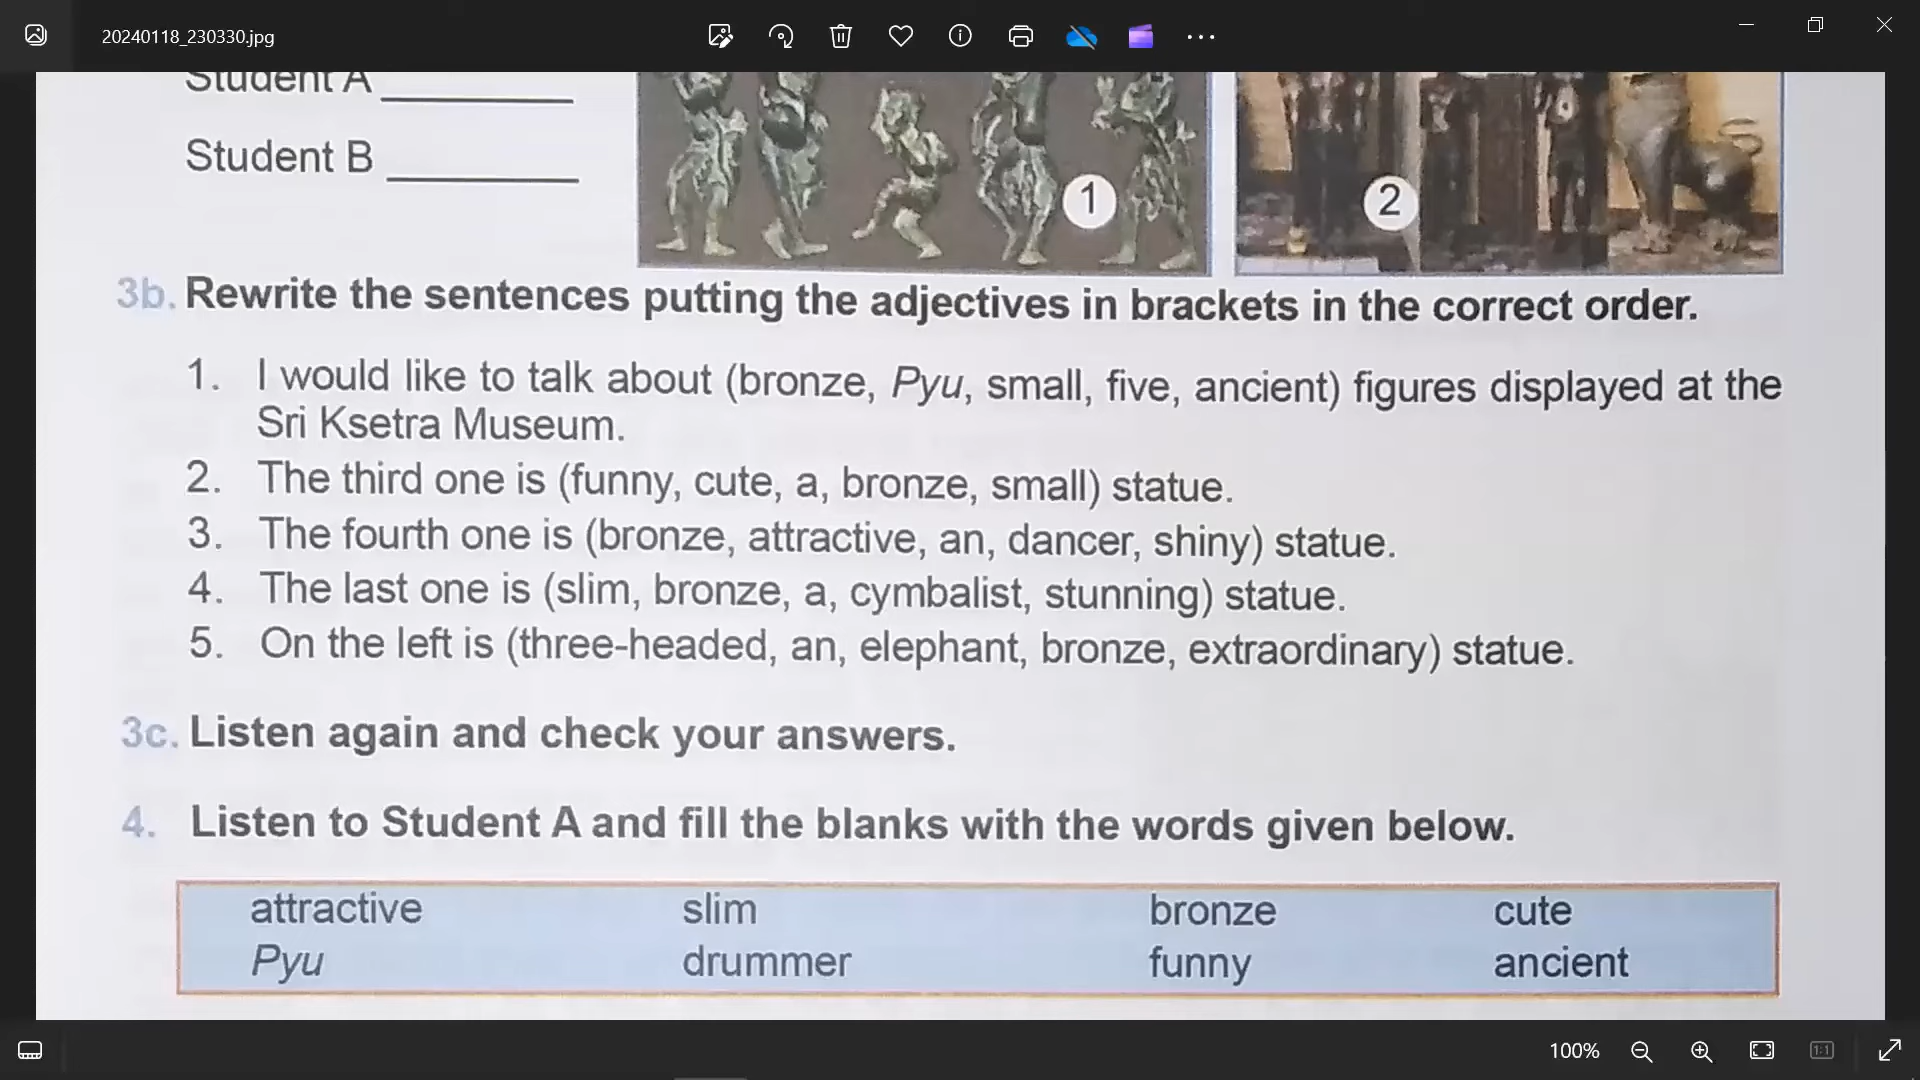 20240118_230330.jpg
Student A
Student B
1
2
3b. Rewrite the sentences putting the adjectives in brackets in the correct order.
1. I would like to talk about (bronze, Pyu, small, five, ancient) figures displayed at the
Sri Ksetra Museum.
2. The third one is (funny, cute, a, bronze, small) statue.
3. The fourth one is (bronze, attractive, an, dancer, shiny) statue.
4. The last one is (slim, bronze, a, cymbalist, stunning) statue.
5. On the left is (three-headed, an, elephant, bronze, extraordinary) statue.
3c. Listen again and check your answers.
4. Listen to Student A and fill the blanks with the words given below.
attractive slim bronze cute
Pyu drummer funny ancient
100% 1:1